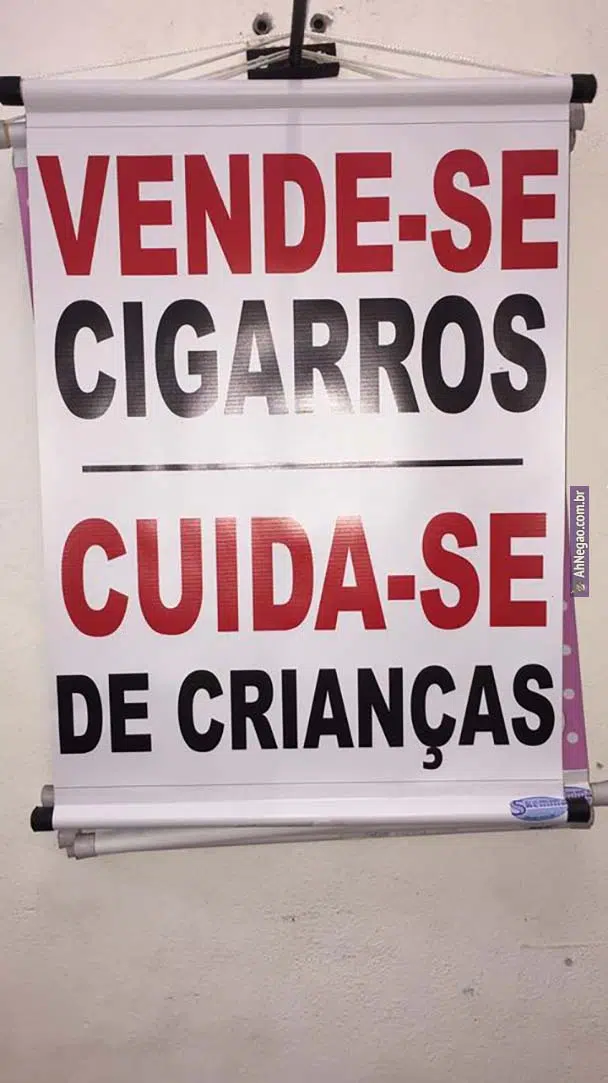 VENDE-SE
CIGARROS
CUIDA-SE
DE CRIANÇAS
AhNegao.com.br